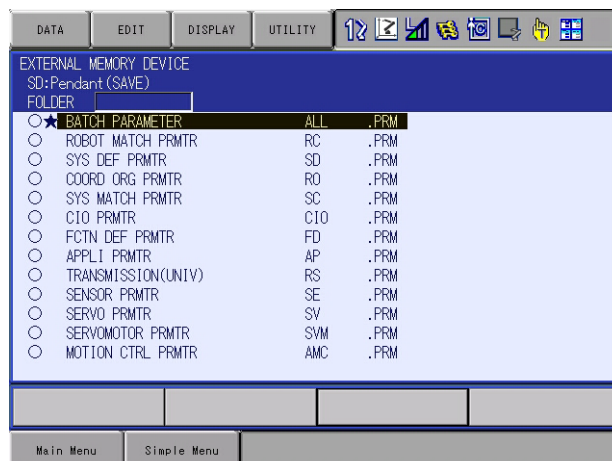 DATA EDIT DISPLAY UTILITY
EXTERNAL MEMORY DEVICE
SD:Pendant(SAVE)
FOLDER
BATCH PARAMETER ALL .PRM
ROBOT MATCH PRMTR RC .PRM
SYS DEF PRMTR SD .PRM
COORD ORG PRMTR RO .PRM
SYS MATCH PRMTR SC .PRM
CIO PRMTR CIO .PRM
FCTN DEF PRMTR FD .PRM
APPLI PRMTR AP .PRM
TRANSMISSION(UNIV) RS .PRM
SENSOR PRMTR SE .PRM
SERVO PRMTR SV .PRM
SERVOMOTOR PRMTR SVM .PRM
MOTION CTRL PRMTR AMC .PRM
Main Menu Simple Menu